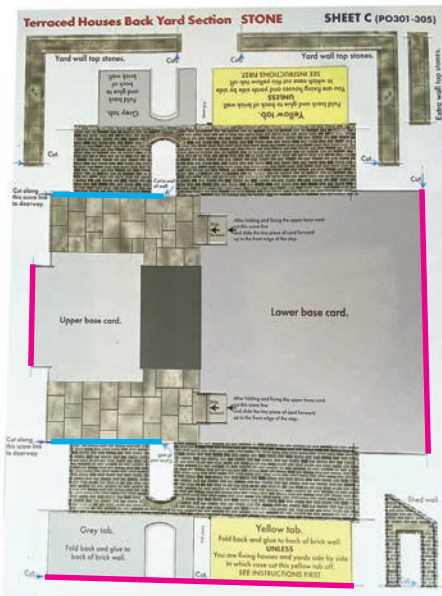 Terraced Houses Back Yard Section STONE SHEET C (PO301-305)
Yard wall top stones.
Cut.
Cut.
Yard wall top stones.
Extra wall top stones.
Grey tab.
Fold back
and glue to
back of
brick wall.
Yellow tab.
Fold back and glue to back of brick wall.
UNLESS
You are fixing houses and yards side by side
In which case cut this yellow tab off.
SEE INSTRUCTIONS FIRST.
Cut.
Cut.
Cut.
Cut along
this score line
to doorway.
Cut.
After folding and fixing the upper base card
cut this score line
and slide the tiny piece of card forward
up to the front edge of the step.
Slide
forward
Upper base card.
Lower base card.
After folding and fixing the upper base card
cut this score line
and slide the tiny piece of card forward
up to the front edge of the step.
Slide
Cut along
this score line
to doorway.
Grey tab.
Fold back and glue to
back of brick wall.
Yellow tab.
Fold back and glue to back of brick wall.
UNLESS
You are fixing houses and yards side by side
In which case cut this yellow tab off.
SEE INSTRUCTIONS FIRST
Shed wall.
Cut.
Cut.
Cut.